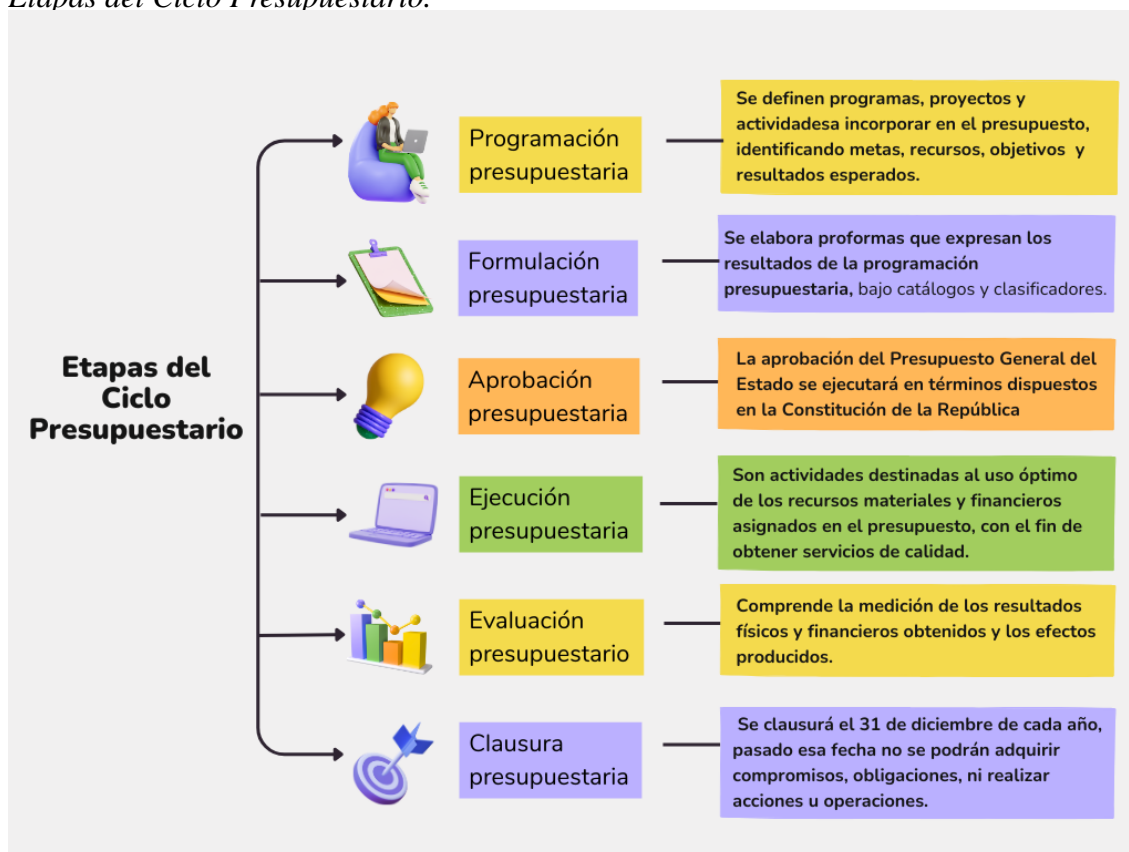 Etapas del Ciclo Presupuestario.
Programación
presupuestaria
Se definen programas, proyectos y
actividadesa incorporar en el presupuesto,
identificando metas, recursos, objetivos y
resultados esperados.
Formulación
presupuestaria
Se elabora proformas que expresan los
resultados de la programación
presupuestaria, bajo catálogos y clasificadores.
Etapas del
Ciclo
Presupuestario
Aprobación
presupuestaria
La aprobación del Presupuesto General del
Estado se ejecutará en términos dispuestos
en la Constitución de la República
Ejecución
presupuestaria
Son actividades destinadas al uso óptimo
de los recursos materiales y financieros
asignados en el presupuesto, con el fin de
obtener servicios de calidad.
Evaluación
presupuestario
Comprende la medición de los resultados
físicos y financieros obtenidos y los efectos
producidos.
Clausura
presupuestaria
Se clausurá el 31 de diciembre de cada año,
pasado esa fecha no se podrán adquirir
compromisos, obligaciones, ni realizar
acciones u operaciones.